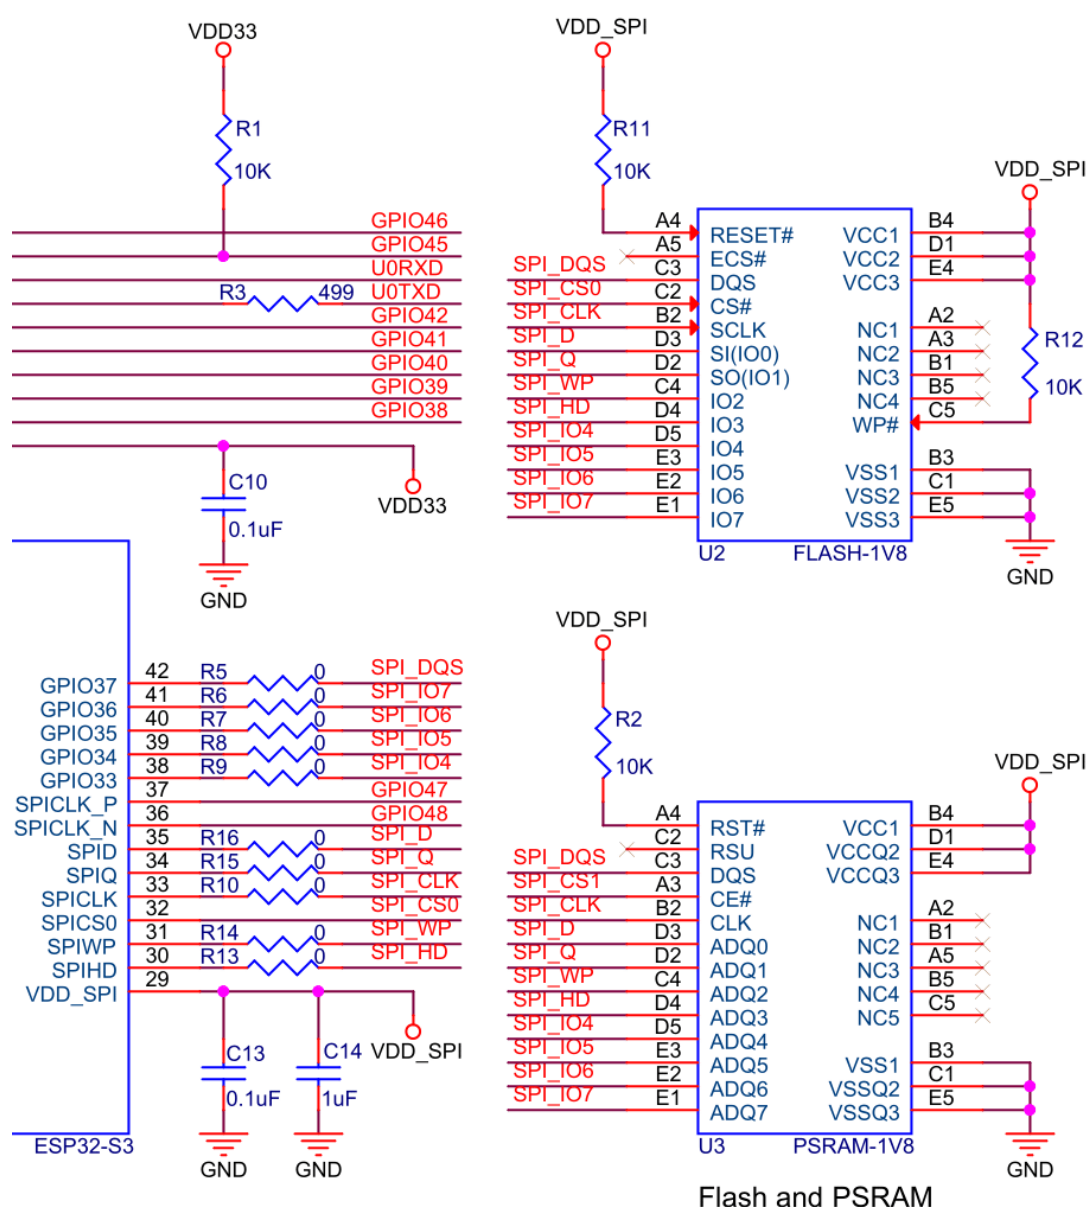 VDD33
R1
10K
GPIO46
GPIO45
U0RXD
R3
499
U0TXD
GPIO42
GPIO41
GPIO40
GPIO39
GPIO38
C10
0.1uF
VDD33
GND
GPIO37 42 R5 0 SPI_DQS
GPIO36 41 R6 0 SPI_IO7
GPIO35 40 R7 0 SPI_IO6
GPIO34 39 R8 0 SPI_IO5
GPIO33 38 R9 0 SPI_IO4
SPICLK_P 37 GPIO47
SPICLK_N 36 GPIO48
SPID 35 R16 0 SPI_D
SPIQ 34 R15 0 SPI_Q
SPICLK 33 R10 0 SPI_CLK
SPICS0 32 SPI_CS0
SPIWP 31 R14 0 SPI_WP
SPIHD 30 R13 0 SPI_HD
VDD_SPI 29
C13
0.1uF
C14
1uF
VDD_SPI
GND
GND
ESP32-S3
VDD_SPI
R11
10K
VDD_SPI
A4 RESET# VCC1 B4
A5 ECS# VCC2 D1
SPI_DQS C3 DQS VCC3 E4
SPI_CS0 C2 CS#
SPI_CLK B2 SCLK NC1 A2
SPI_D D3 SI(IO0) NC2 A3
SPI_Q D2 SO(IO1) NC3 B1
SPI_WP C4 IO2 NC4 B5
SPI_HD D4 IO3 WP# C5
SPI_IO4 D5 IO4
SPI_IO5 E3 IO5 VSS1 B3
SPI_IO6 E2 IO6 VSS2 C1
SPI_IO7 E1 IO7 VSS3 E5
R12
10K
U2 FLASH-1V8
GND
VDD_SPI
R2
10K
VDD_SPI
A4 RST# VCC1 B4
C2 RSU VCCQ2 D1
SPI_DQS C3 DQS VCCQ3 E4
SPI_CS1 A3 CE#
SPI_CLK B2 CLK NC1 A2
SPI_D D3 ADQ0 NC2 B1
SPI_Q D2 ADQ1 NC3 A5
SPI_WP C4 ADQ2 NC4 B5
SPI_HD D4 ADQ3 NC5 C5
SPI_IO4 D5 ADQ4
SPI_IO5 E3 ADQ5 VSS1 B3
SPI_IO6 E2 ADQ6 VSSQ2 C1
SPI_IO7 E1 ADQ7 VSSQ3 E5
U3 PSRAM-1V8
GND
Flash and PSRAM